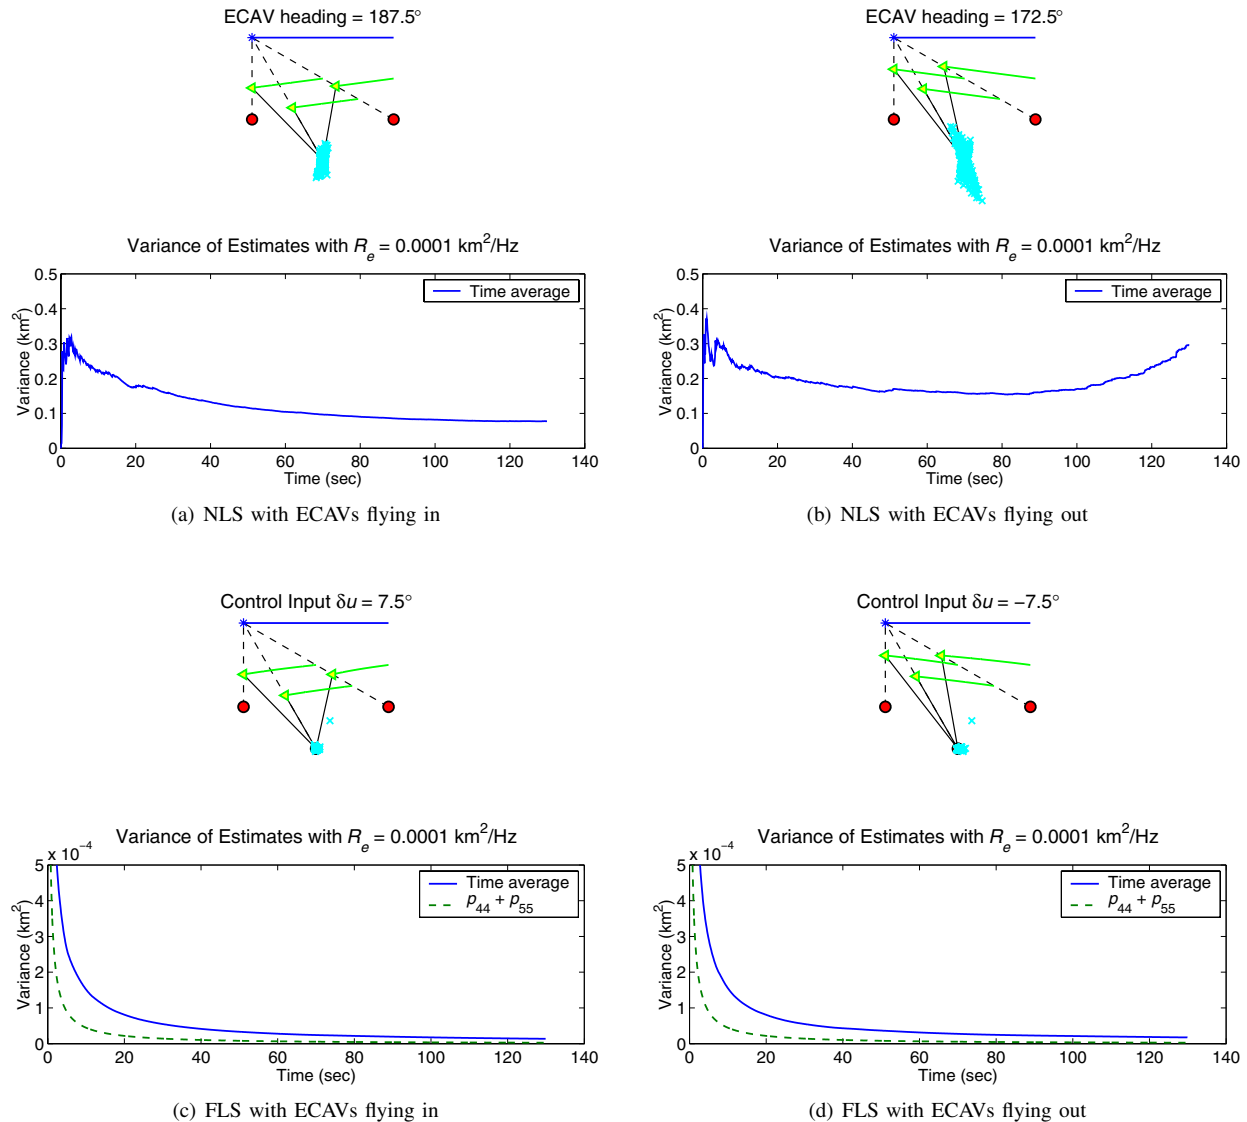 ECAV heading = 187.5°
Variance of Estimates with R_e = 0.0001 km²/Hz
Variance (km²)
0.5
0.4
0.3
0.2
0.1
0
Time average
0 20 40 60 80 100 120 140
Time (sec)
(a) NLS with ECAVs flying in
ECAV heading = 172.5°
Variance of Estimates with R_e = 0.0001 km²/Hz
Variance (km²)
0.5
0.4
0.3
0.2
0.1
0
Time average
0 20 40 60 80 100 120 140
Time (sec)
(b) NLS with ECAVs flying out
Control Input δu = 7.5°
Variance of Estimates with R_e = 0.0001 km²/Hz
x 10⁻⁴
Variance (km²)
5
4
3
2
1
0
Time average
p₄₄ + p₅₅
0 20 40 60 80 100 120 140
Time (sec)
(c) FLS with ECAVs flying in
Control Input δu = −7.5°
Variance of Estimates with R_e = 0.0001 km²/Hz
x 10⁻⁴
Variance (km²)
5
4
3
2
1
0
Time average
p₄₄ + p₅₅
0 20 40 60 80 100 120 140
Time (sec)
(d) FLS with ECAVs flying out